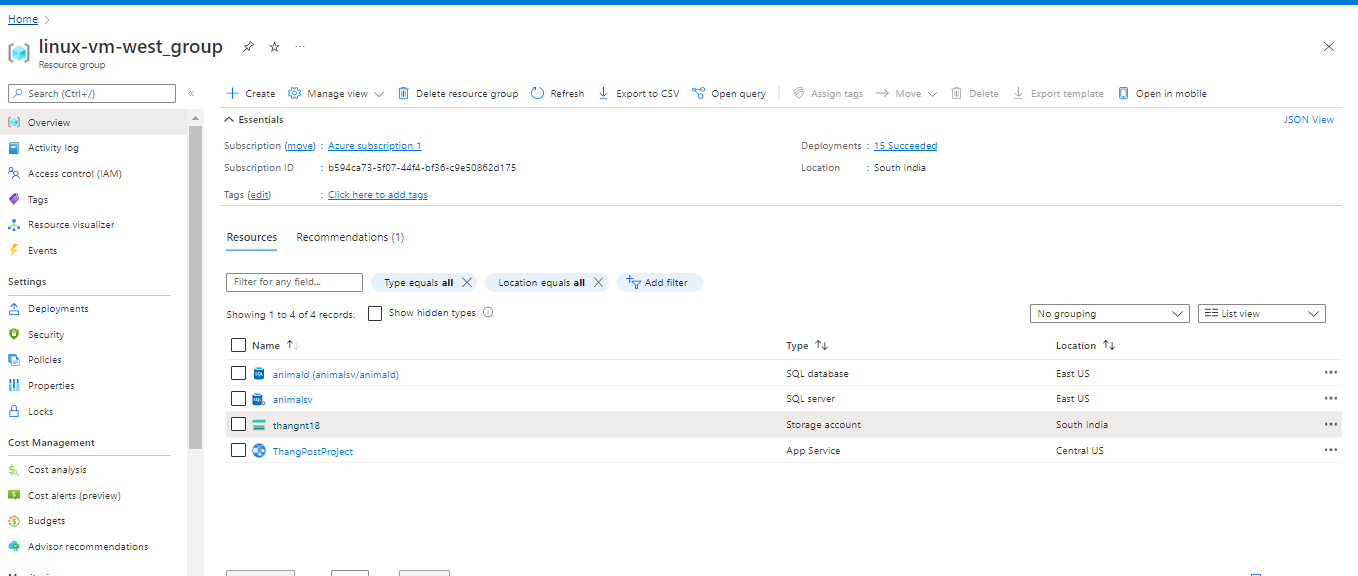 Home
linux-vm-west_group
Resource group
Search (Ctrl+/)
Create Manage view Delete resource group Refresh Export to CSV Open query Assign tags Move Delete Export template Open in mobile
Overview
Activity log
Access control (IAM)
Tags
Resource visualizer
Events
Settings
Deployments
Security
Policies
Properties
Locks
Cost Management
Cost analysis
Cost alerts (preview)
Budgets
Advisor recommendations
Essentials JSON View
Subscription (move) : Azure subscription 1
Subscription ID : b594ca73-5f07-44f4-bf36-c9e50862d175
Tags (edit) : Click here to add tags
Deployments : 15 Succeeded
Location : South India
Resources Recommendations (1)
Filter for any field... Type equals all Location equals all Add filter
Showing 1 to 4 of 4 records. Show hidden types No grouping List view
Name Type Location
animald (animalsv/animald) SQL database East US
animalsv SQL server East US
thangnt18 Storage account South India
ThangPostProject App Service Central US